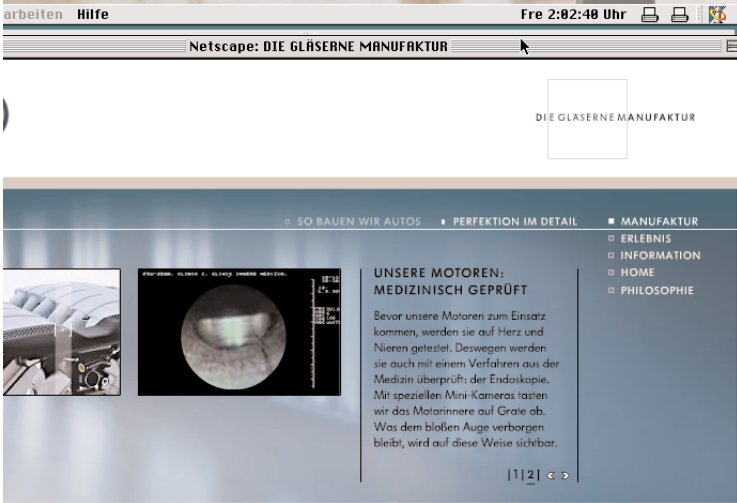 arbeiten Hilfe Fre 2:02:40 Uhr
Netscape: DIE GLÄSERNE MANUFAKTUR
DIE GLÄSERNE MANUFAKTUR
SO BAUEN WIR AUTOS PERFEKTION IM DETAIL
MANUFAKTUR
ERLEBNIS
INFORMATION
HOME
PHILOSOPHIE
UNSERE MOTOREN:
MEDIZINISCH GEPRÜFT
Bevor unsere Motoren zum Einsatz
kommen, werden sie auf Herz und
Nieren getestet. Deswegen werden
sie auch mit einem Verfahren aus der
Medizin überprüft: der Endoskopie.
Mit speziellen Mini-Kameras tasten
wir das Motorinnere auf Grate ab.
Was dem bloßen Auge verborgen
bleibt, wird auf diese Weise sichtbar.
|1|2|